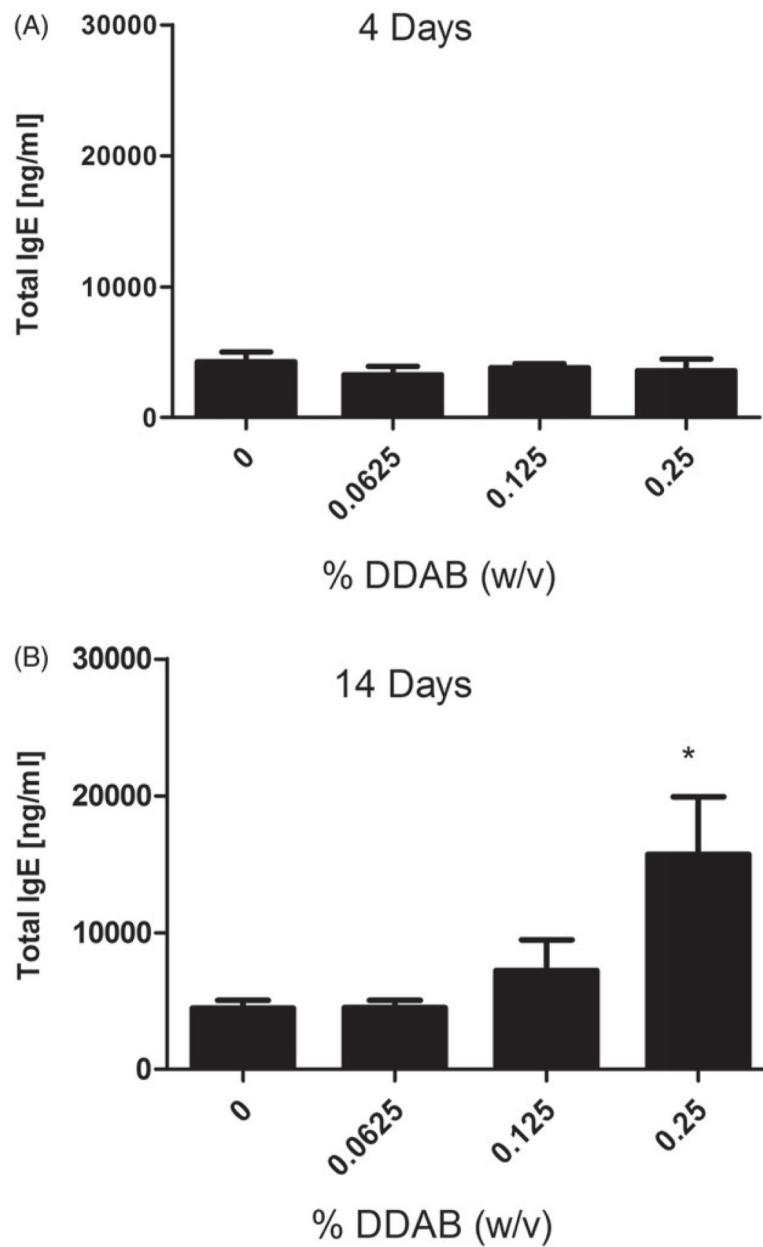 (A)
4 Days
30000
20000
10000
0
Total IgE [ng/ml]
0
0.0625
0.125
0.25
% DDAB (w/v)
(B)
14 Days
30000
20000
10000
0
Total IgE [ng/ml]
*
0
0.0625
0.125
0.25
% DDAB (w/v)